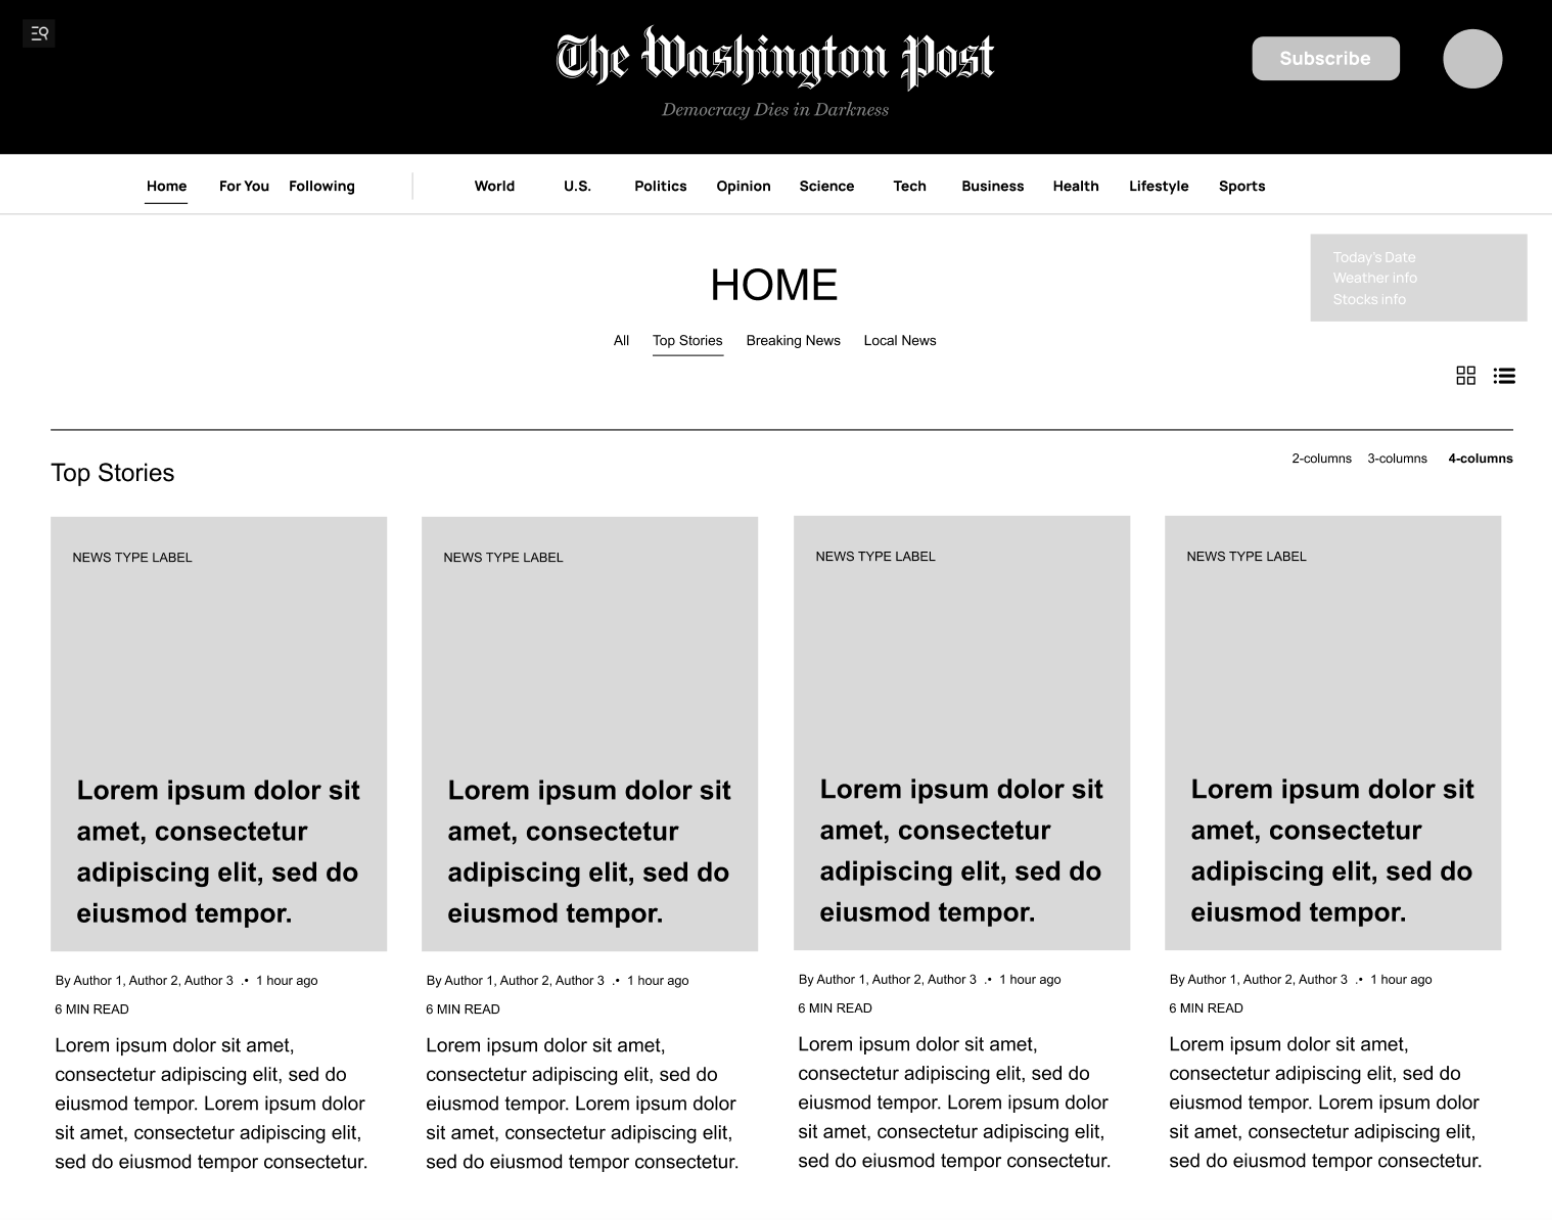 The Washington Post
Subscribe
Democracy Dies in Darkness
Home For You Following World U.S. Politics Opinion Science Tech Business Health Lifestyle Sports
Today's Date
Weather info
Stocks info
HOME
All Top Stories Breaking News Local News
Top Stories
2-columns 3-columns 4-columns
NEWS TYPE LABEL
Lorem ipsum dolor sit
amet, consectetur
adipiscing elit, sed do
eiusmod tempor.
By Author 1, Author 2, Author 3 .• 1 hour ago
6 MIN READ
Lorem ipsum dolor sit amet,
consectetur adipiscing elit, sed do
eiusmod tempor. Lorem ipsum dolor
sit amet, consectetur adipiscing elit,
sed do eiusmod tempor consectetur.
NEWS TYPE LABEL
Lorem ipsum dolor sit
amet, consectetur
adipiscing elit, sed do
eiusmod tempor.
By Author 1, Author 2, Author 3 .• 1 hour ago
6 MIN READ
Lorem ipsum dolor sit amet,
consectetur adipiscing elit, sed do
eiusmod tempor. Lorem ipsum dolor
sit amet, consectetur adipiscing elit,
sed do eiusmod tempor consectetur.
NEWS TYPE LABEL
Lorem ipsum dolor sit
amet, consectetur
adipiscing elit, sed do
eiusmod tempor.
By Author 1, Author 2, Author 3 .• 1 hour ago
6 MIN READ
Lorem ipsum dolor sit amet,
consectetur adipiscing elit, sed do
eiusmod tempor. Lorem ipsum dolor
sit amet, consectetur adipiscing elit,
sed do eiusmod tempor consectetur.
NEWS TYPE LABEL
Lorem ipsum dolor sit
amet, consectetur
adipiscing elit, sed do
eiusmod tempor.
By Author 1, Author 2, Author 3 .• 1 hour ago
6 MIN READ
Lorem ipsum dolor sit amet,
consectetur adipiscing elit, sed do
eiusmod tempor. Lorem ipsum dolor
sit amet, consectetur adipiscing elit,
sed do eiusmod tempor consectetur.